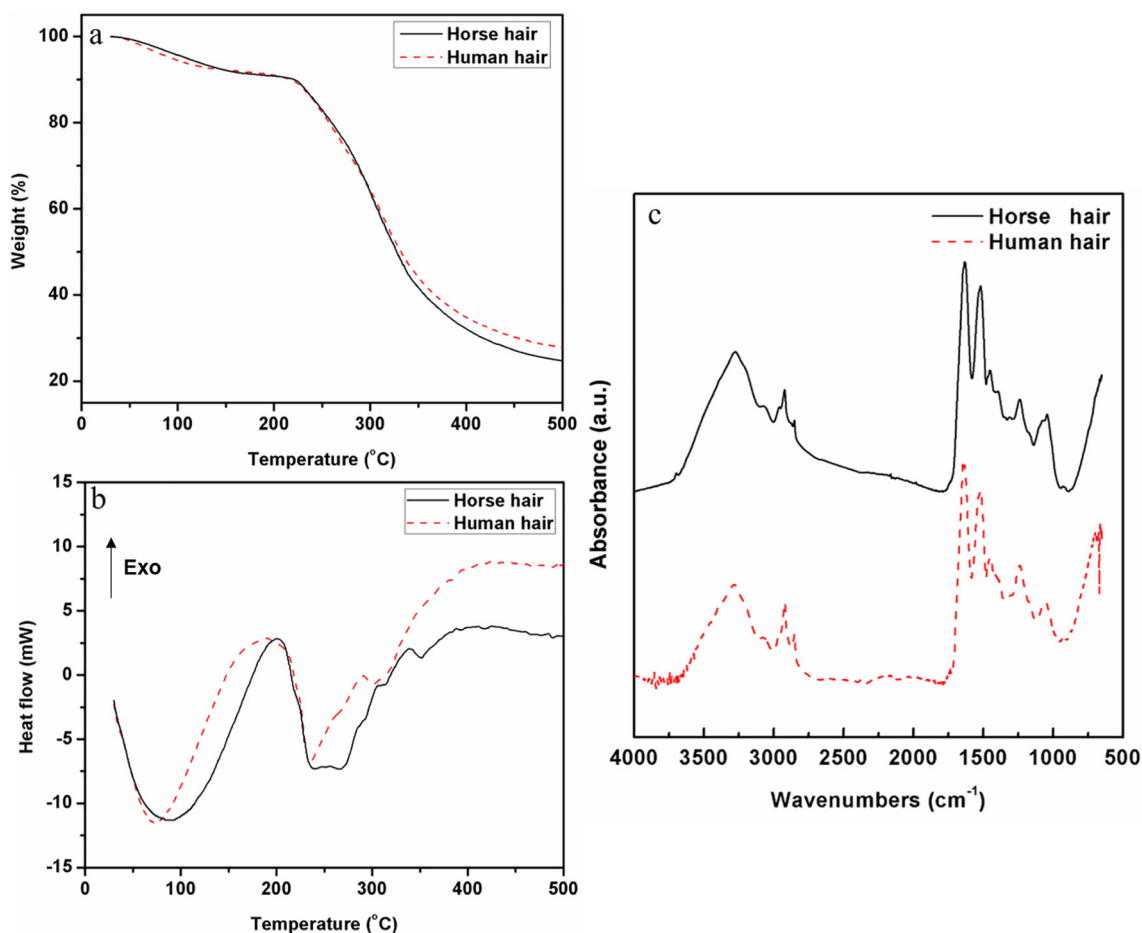 a
Horse hair
Human hair
100
80
60
40
20
0 100 200 300 400 500
Weight (%)
Temperature (°C)
b
Horse hair
Human hair
Exo
15
10
5
0
-5
-10
-15
0 100 200 300 400 500
Heat flow (mW)
Temperature (°C)
c
Horse hair
Human hair
Absorbance (a.u.)
4000 3500 3000 2500 2000 1500 1000 500
Wavenumbers (cm⁻¹)